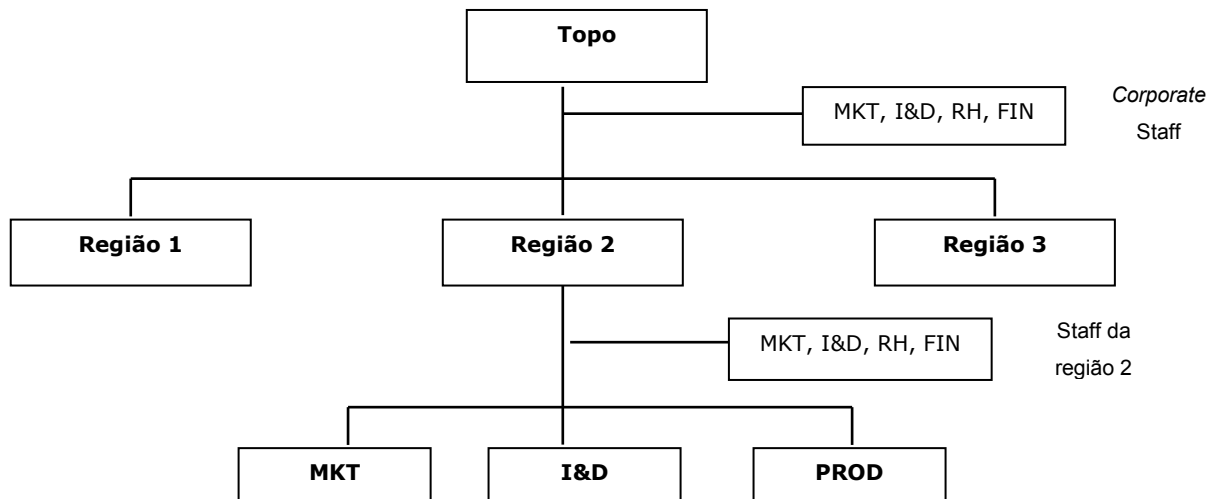 Topo
MKT, I&D, RH, FIN
Corporate
Staff
Região 1
Região 2
Região 3
MKT, I&D, RH, FIN
Staff da
região 2
MKT
I&D
PROD